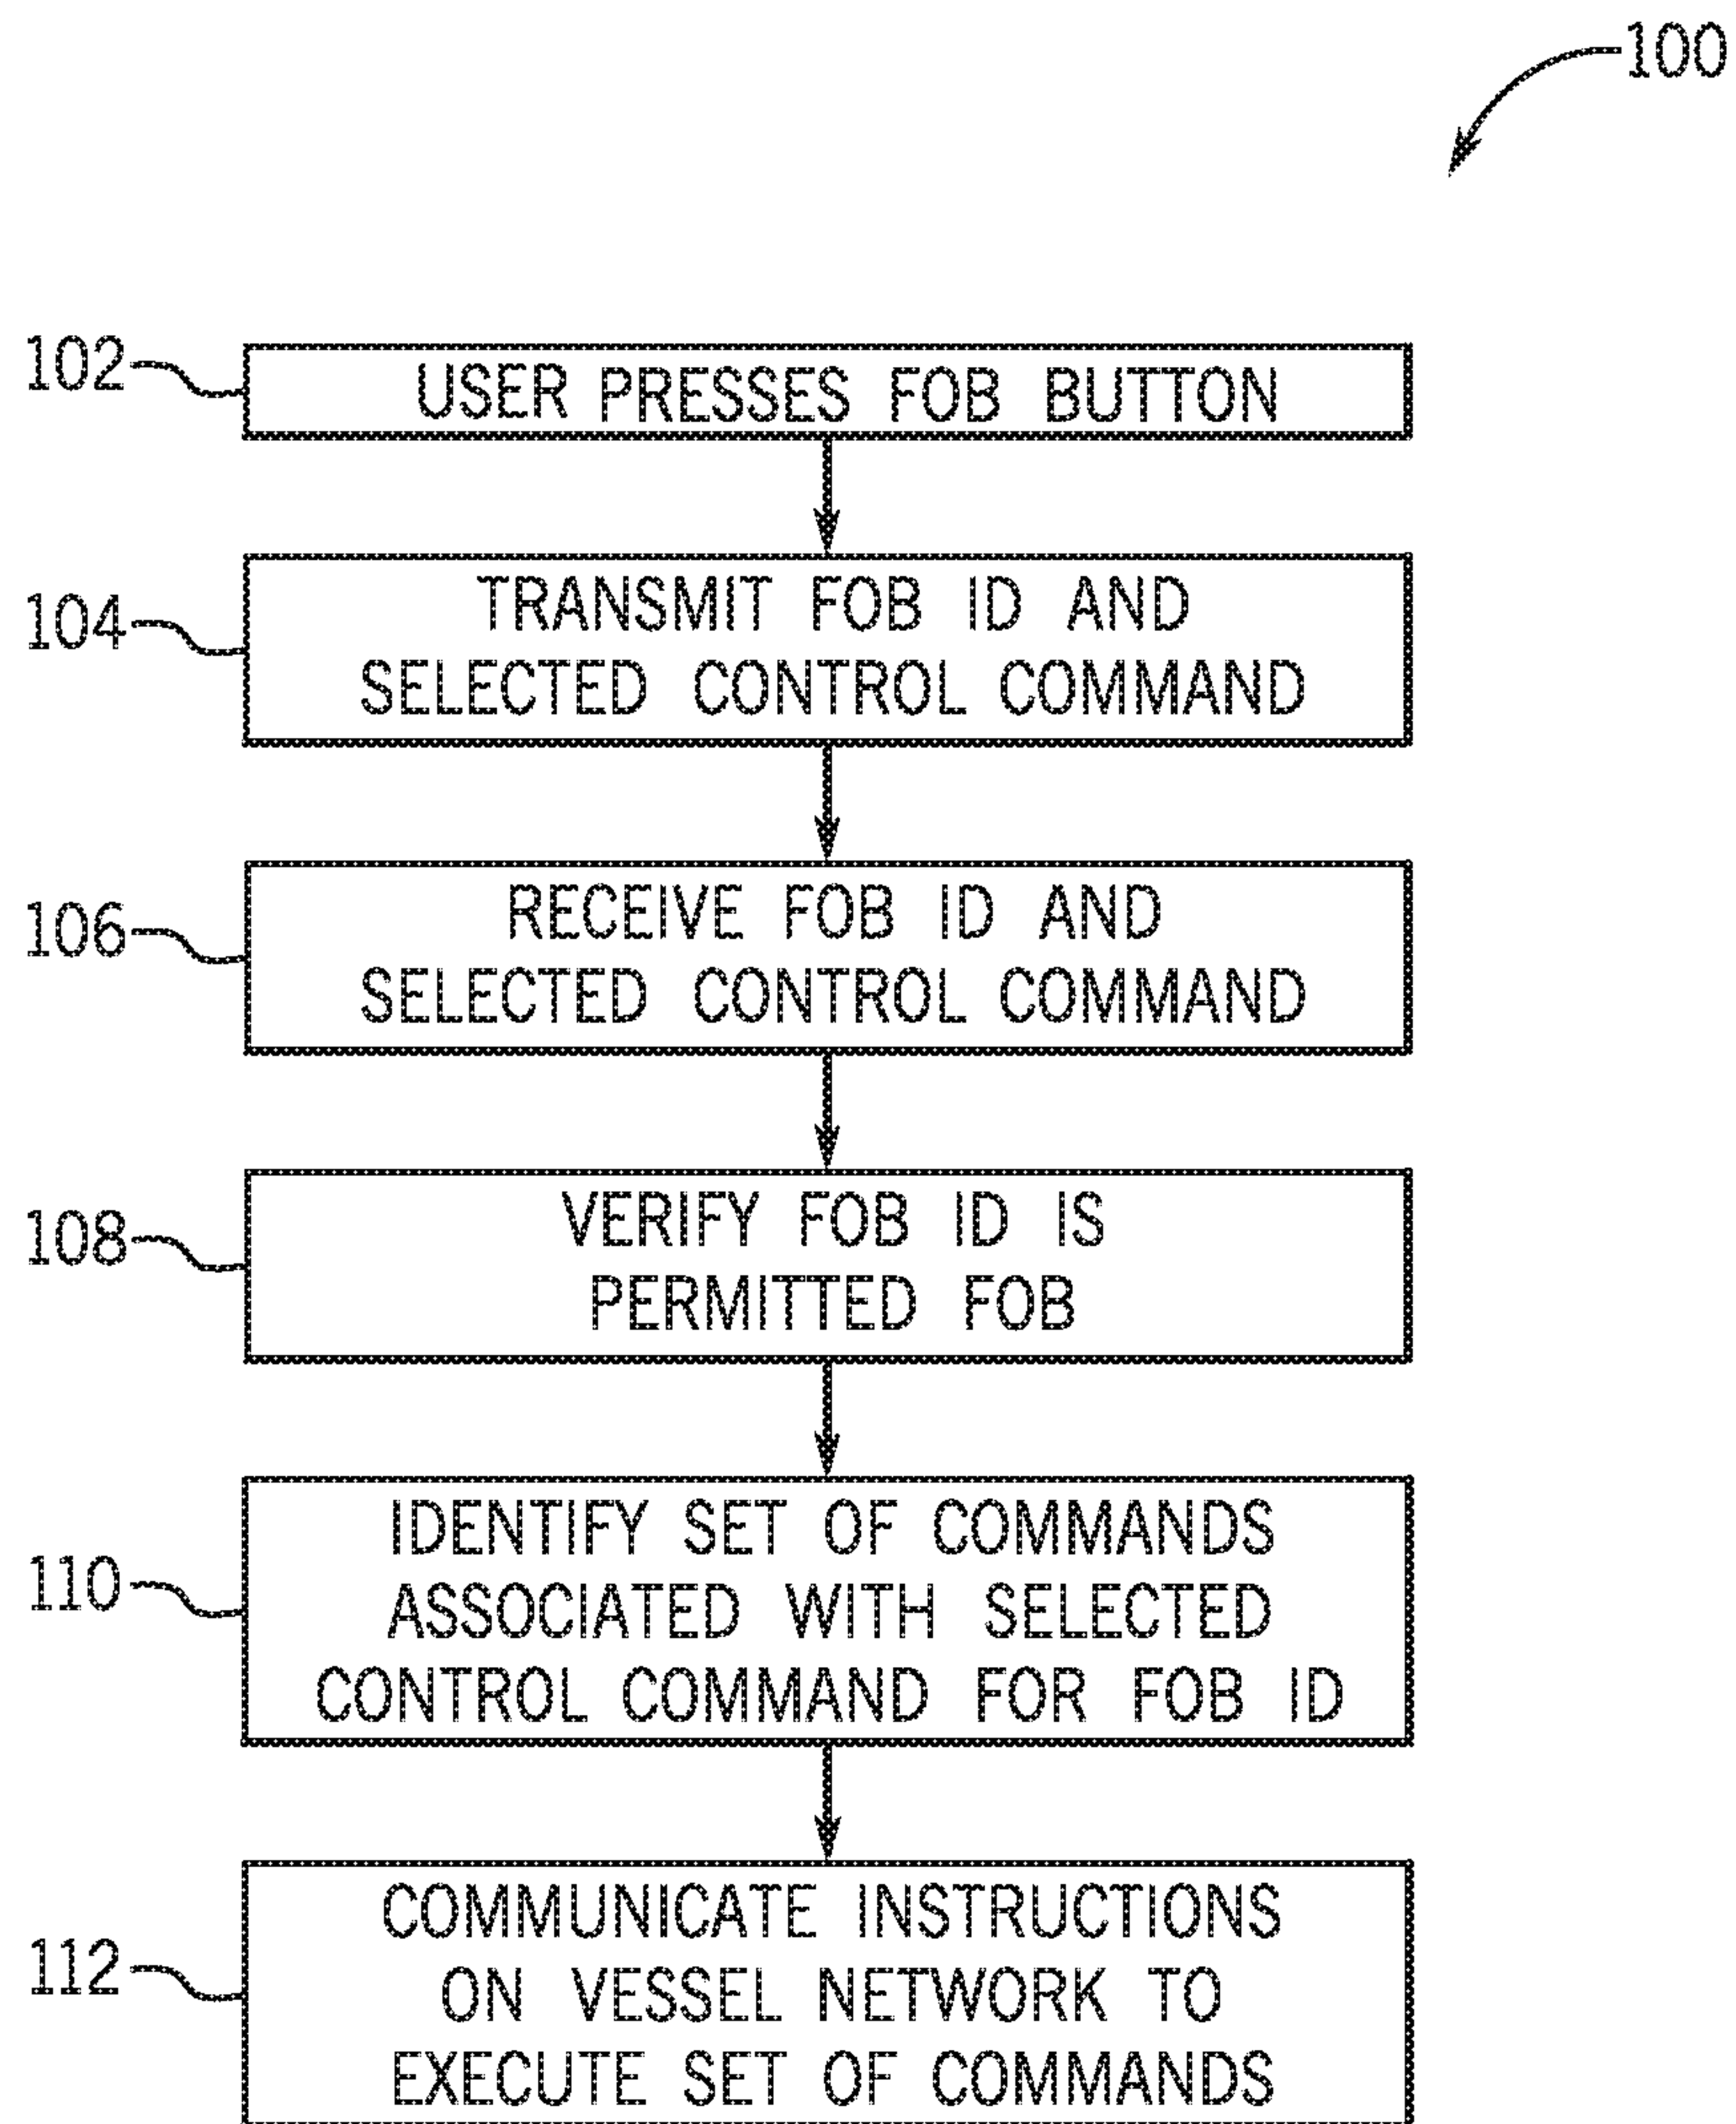 100
102
USER PRESSES FOB BUTTON
104
TRANSMIT FOB ID AND
SELECTED CONTROL COMMAND
106
RECEIVE FOB ID AND
SELECTED CONTROL COMMAND
108
VERIFY FOB ID IS
PERMITTED FOB
110
IDENTIFY SET OF COMMANDS
ASSOCIATED WITH SELECTED
CONTROL COMMAND FOR FOB ID
112
COMMUNICATE INSTRUCTIONS
ON VESSEL NETWORK TO
EXECUTE SET OF COMMANDS